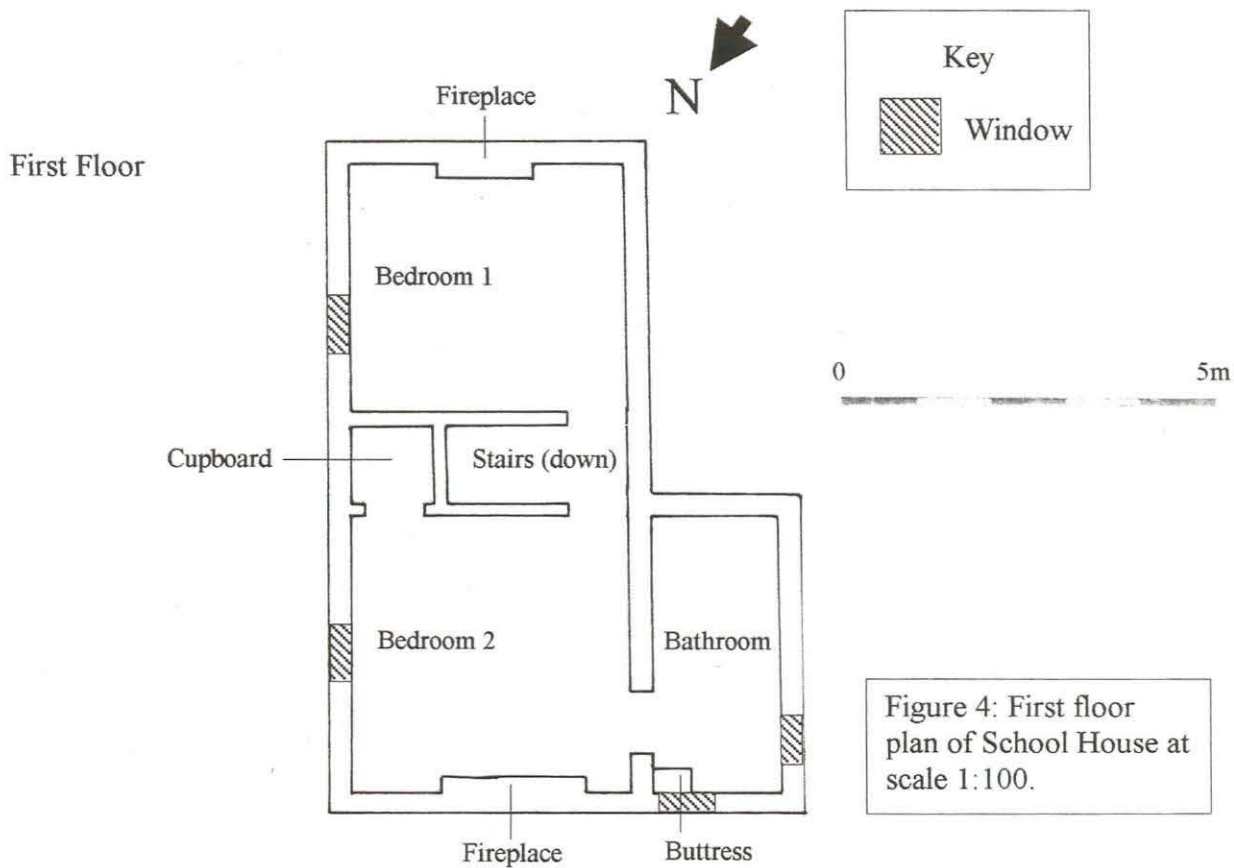 First Floor
Fireplace
N
Key
Window
Bedroom 1
0
5m
Cupboard
Stairs (down)
Bedroom 2
Bathroom
Figure 4: First floor
plan of School House at
scale 1:100.
Fireplace
Buttress